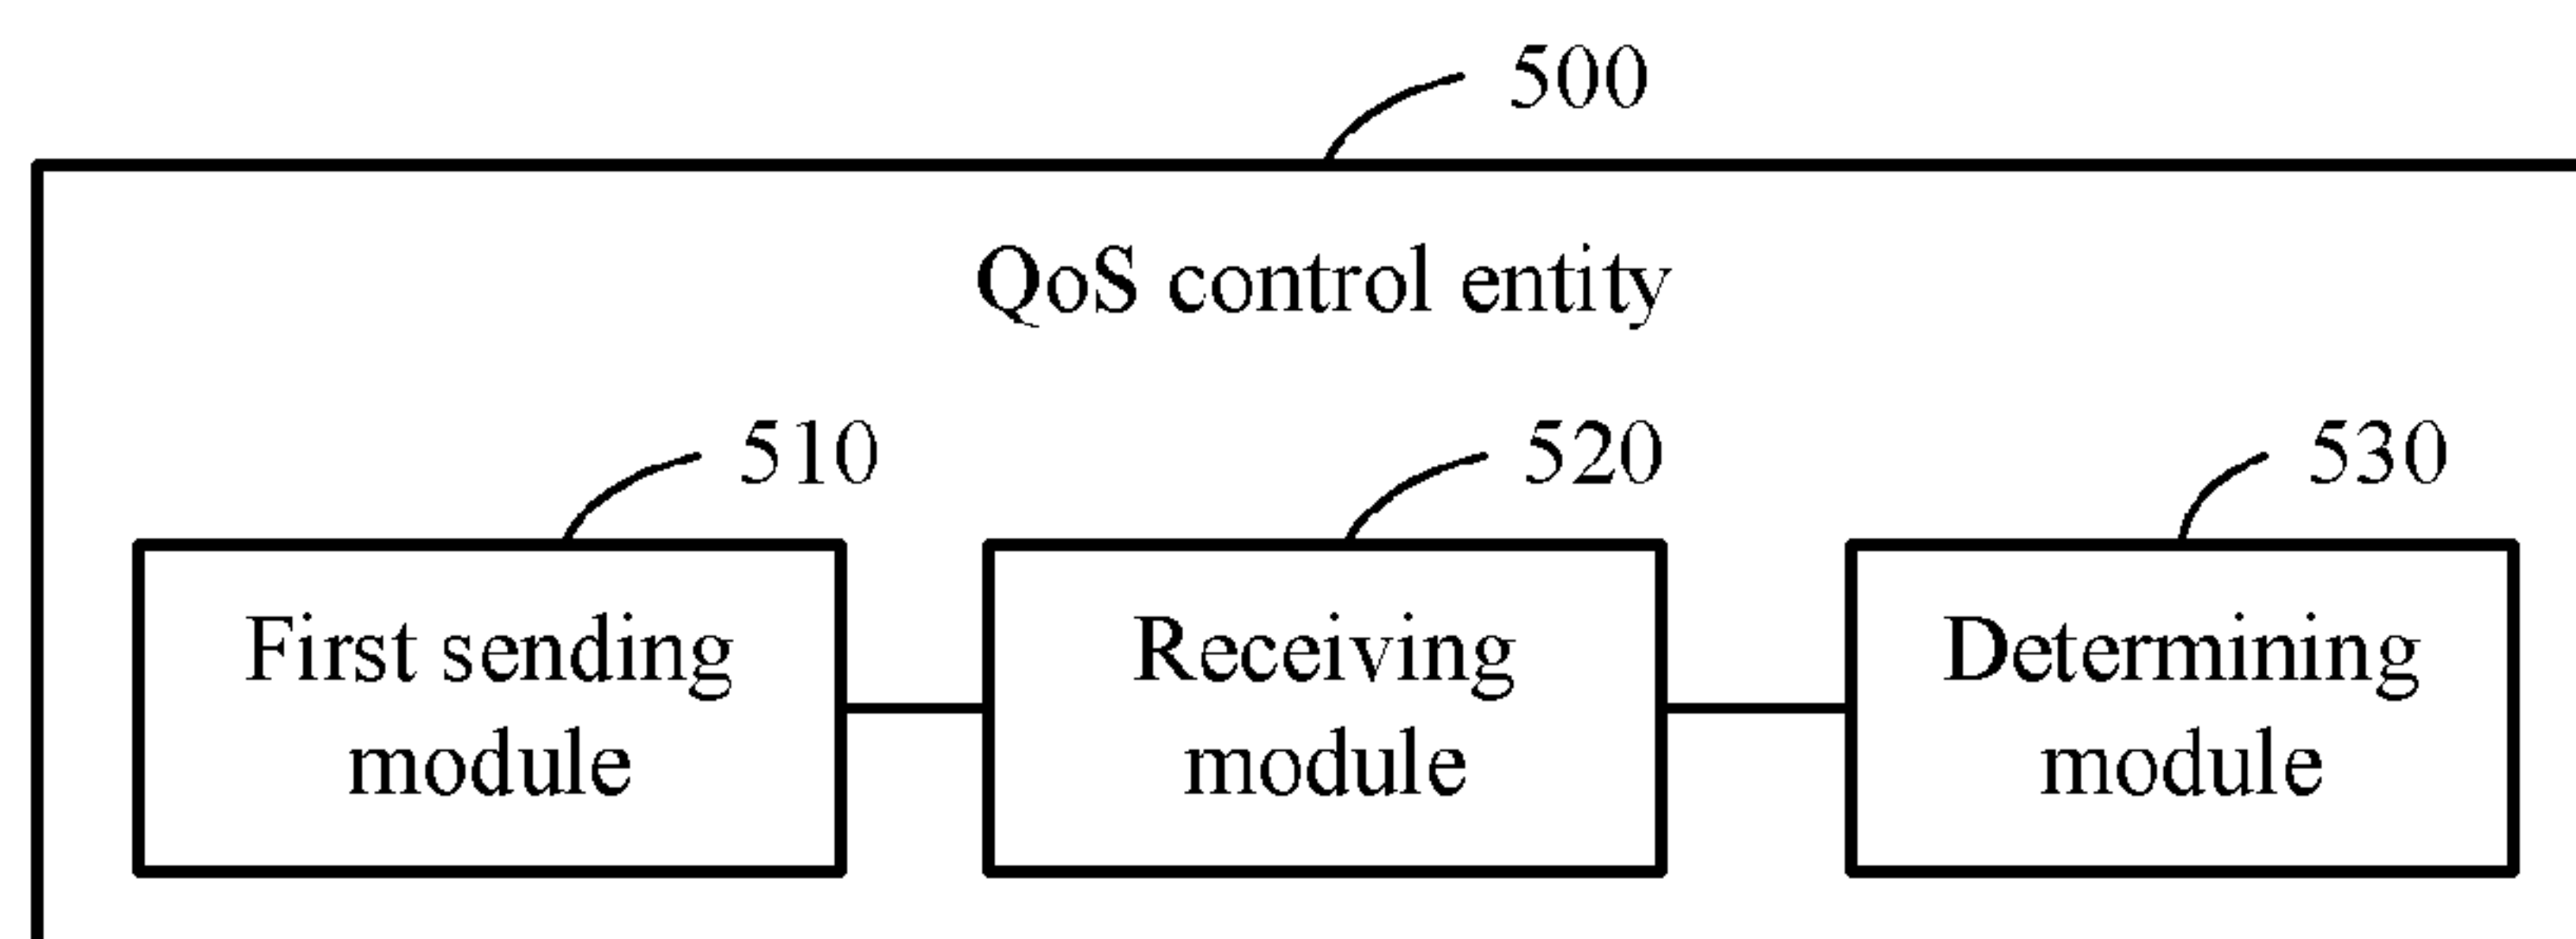 500
QoS control entity
510
520
530
First sending
module
Receiving
module
Determining
module